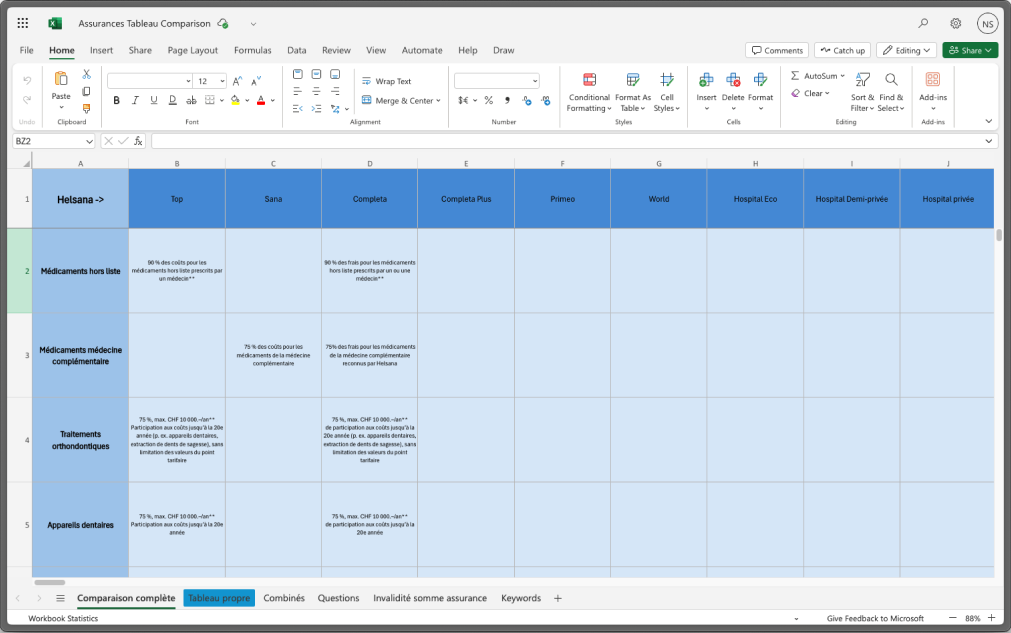 Assurances Tableau Comparison
NS
File Home Insert Share Page Layout Formulas Data Review View Automate Help Draw
Comments Catch up Editing Share
Undo
Paste
Clipboard
12
B I U D ab
Font
Wrap Text
Merge & Center
Alignment
$€ % 
Number
Conditional Formatting
Format As Table
Cell Styles
Styles
Insert Delete Format
Cells
AutoSum
Clear
Sort & Filter
Find & Select
Editing
Add-ins
Add-ins
BZ2
fx
A B C D E F G H I J
1 Helsana -> Top Sana Completa Completa Plus Primeo World Hospital Eco Hospital Demi-privée Hospital privée
2 Médicaments hors liste
90 % des coûts pour les
médicaments hors liste prescrits par
un médecin**
90 % des frais pour les médicaments
hors liste prescrits par un ou une
médecin**
3 Médicaments médecine
complémentaire
75 % des coûts pour les
médicaments de la médecine
complémentaire
75% des frais pour les médicaments
de la médecine complémentaire
reconnus par Helsana
4 Traitements
orthondontiques
75 %, max. CHF 10 000.–/an**
Participation aux coûts jusqu'à la 20e
année (p. ex. appareils dentaires,
extraction de dents de sagesse), sans
limitation des valeurs du point
tarifaire
75 %, max. CHF 10 000.–/an**
de participation aux coûts jusqu'à la
20e année (p. ex. appareils dentaires,
extraction de dents de sagesse), sans
limitation des valeurs du point
tarifaire
5 Appareils dentaires
75 %, max. CHF 10 000.–/an**
Participation aux coûts jusqu'à la 20e
année
75 %, max. CHF 10 000.–/an**
de participation aux coûts jusqu'à la
20e année
Comparaison complète Tableau propre Combinés Questions Invalidité somme assurance Keywords +
Workbook Statistics Give Feedback to Microsoft — 88% +